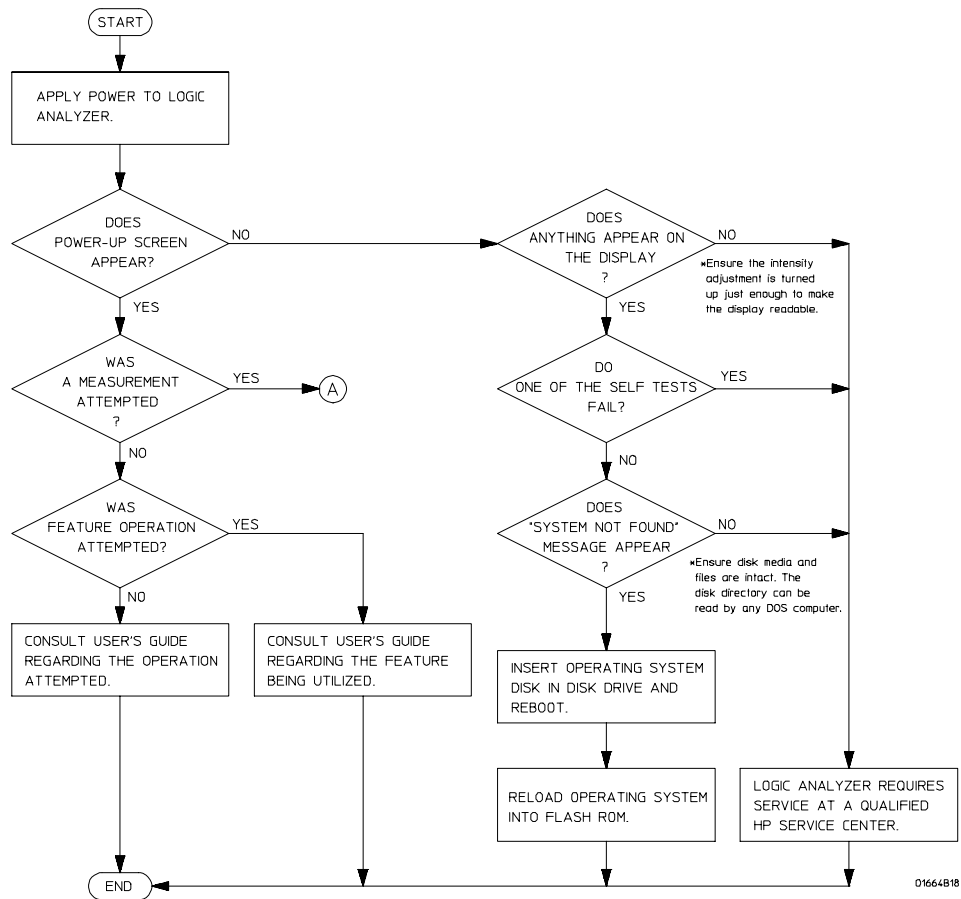 START
APPLY POWER TO LOGIC
ANALYZER.
DOES
POWER-UP SCREEN
APPEAR?
NO
YES
DOES
ANYTHING APPEAR ON
THE DISPLAY
?
NO
*Ensure the intensity
adjustment is turned
up just enough to make
the display readable.
YES
WAS
A MEASUREMENT
ATTEMPTED
?
YES
A
NO
DO
ONE OF THE SELF TESTS
FAIL?
YES
NO
WAS
FEATURE OPERATION
ATTEMPTED?
YES
NO
DOES
"SYSTEM NOT FOUND"
MESSAGE APPEAR
?
NO
*Ensure disk media and
files are intact. The
disk directory can be
read by any DOS computer.
YES
CONSULT USER'S GUIDE
REGARDING THE OPERATION
ATTEMPTED.
CONSULT USER'S GUIDE
REGARDING THE FEATURE
BEING UTILIZED.
INSERT OPERATING SYSTEM
DISK IN DISK DRIVE AND
REBOOT.
RELOAD OPERATING SYSTEM
INTO FLASH ROM.
LOGIC ANALYZER REQUIRES
SERVICE AT A QUALIFIED
HP SERVICE CENTER.
END
01664B18